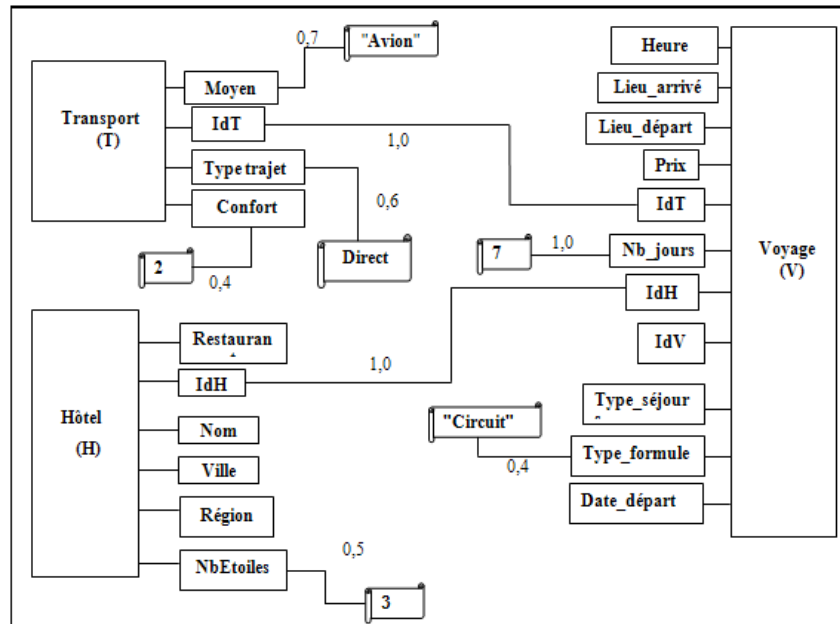 Transport
(T)
Moyen
0,7
"Avion"
IdT
1,0
Type trajet
0,6
Direct
Confort
0,4
2
Hôtel
(H)
Restauran
IdH
1,0
Nom
Ville
Région
NbEtoiles
0,5
3
Heure
Lieu_arrivé
Lieu_départ
Prix
IdT
7
1,0
Nb_jours
IdH
IdV
Type_séjour
"Circuit"
0,4
Type_formule
Date_départ
Voyage
(V)